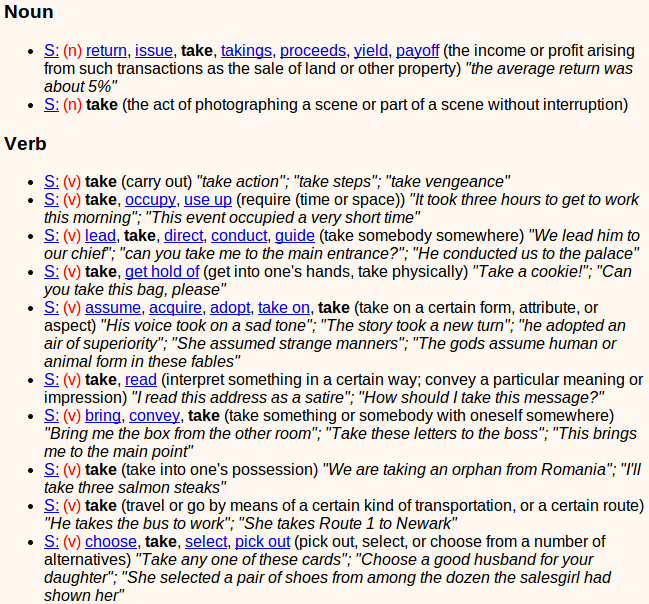 Noun
• S: (n) return, issue, take, takings, proceeds, yield, payoff (the income or profit arising
from such transactions as the sale of land or other property) "the average return was
about 5%"
• S: (n) take (the act of photographing a scene or part of a scene without interruption)
Verb
• S: (v) take (carry out) "take action"; "take steps"; "take vengeance"
• S: (v) take, occupy, use up (require (time or space)) "It took three hours to get to work
this morning"; "This event occupied a very short time"
• S: (v) lead, take, direct, conduct, guide (take somebody somewhere) "We lead him to
our chief"; "can you take me to the main entrance?"; "He conducted us to the palace"
• S: (v) take, get hold of (get into one's hands, take physically) "Take a cookie!"; "Can
you take this bag, please"
• S: (v) assume, acquire, adopt, take on, take (take on a certain form, attribute, or
aspect) "His voice took on a sad tone"; "The story took a new turn"; "he adopted an
air of superiority"; "She assumed strange manners"; "The gods assume human or
animal form in these fables"
• S: (v) take, read (interpret something in a certain way; convey a particular meaning or
impression) "I read this address as a satire"; "How should I take this message?"
• S: (v) bring, convey, take (take something or somebody with oneself somewhere)
"Bring me the box from the other room"; "Take these letters to the boss"; "This brings
me to the main point"
• S: (v) take (take into one's possession) "We are taking an orphan from Romania"; "I'll
take three salmon steaks"
• S: (v) take (travel or go by means of a certain kind of transportation, or a certain route)
"He takes the bus to work"; "She takes Route 1 to Newark"
• S: (v) choose, take, select, pick out (pick out, select, or choose from a number of
alternatives) "Take any one of these cards"; "Choose a good husband for your
daughter"; "She selected a pair of shoes from among the dozen the salesgirl had
shown her"